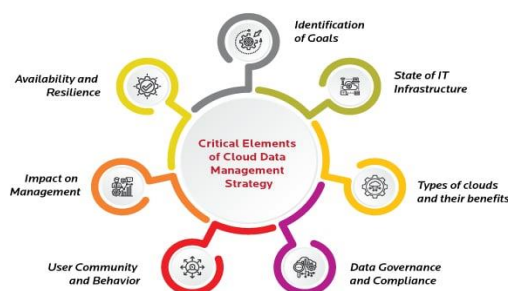 Identification
of Goals
State of IT
Infrastructure
Types of clouds
and their benefits
Data Governance
and Compliance
User Community
and Behavior
Impact on
Management
Availability and
Resilience
Critical Elements
of Cloud Data
Management
Strategy